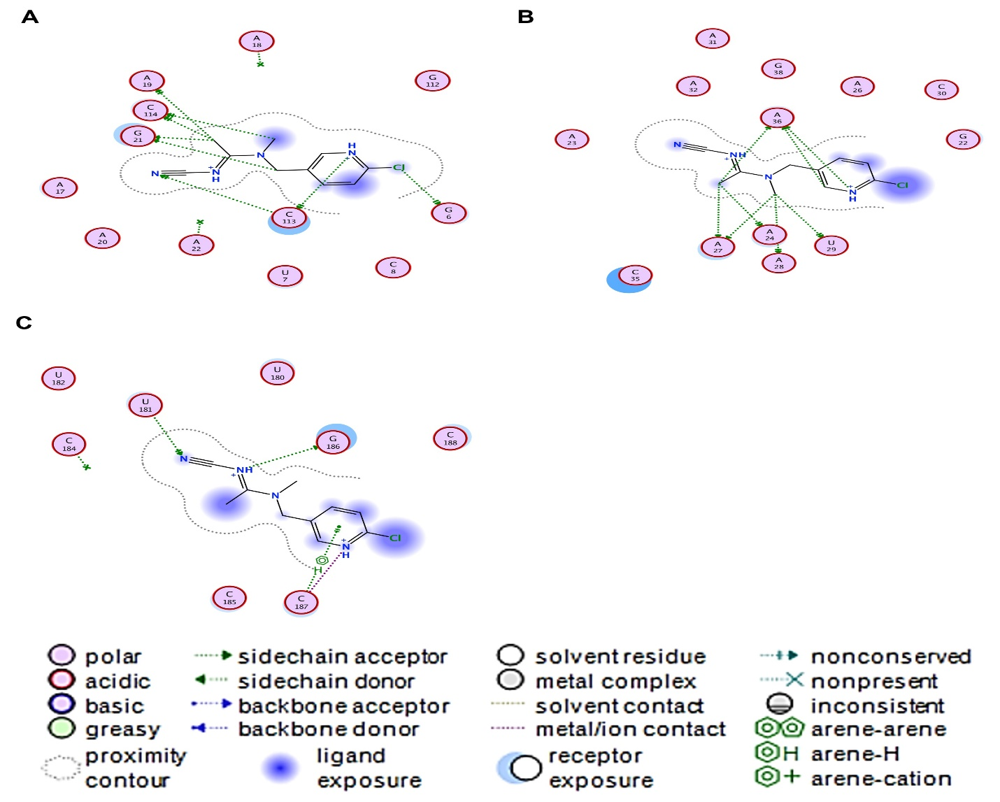 A
B
A
18
A
19
G
112
C
114
G
21
NH
+
N
N
N
+
NH
Cl
A
17
C
113
G
6
A
20
A
22
U
7
C
8
A
31
G
38
A
32
A
26
C
30
A
36
A
23
G
22
N
NH
+
N
+
N
H
Cl
A
27
A
24
U
29
A
28
C
35
C
U
182
U
180
U
181
C
184
G
186
C
188
N
NH
+
N
+
N
H
Cl
H
C
185
C
187
polar
acidic
basic
greasy
proximity
contour
sidechain acceptor
sidechain donor
backbone acceptor
backbone donor
ligand
exposure
solvent residue
metal complex
solvent contact
metal/ion contact
receptor
exposure
nonconserved
nonpresent
inconsistent
arene-arene
H arene-H
+ arene-cation